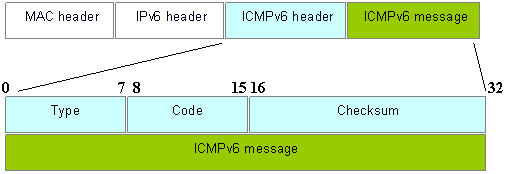 MAC header IPv6 header ICMPv6 header ICMPv6 message
0 7 8 15 16 32
Type Code Checksum
ICMPv6 message